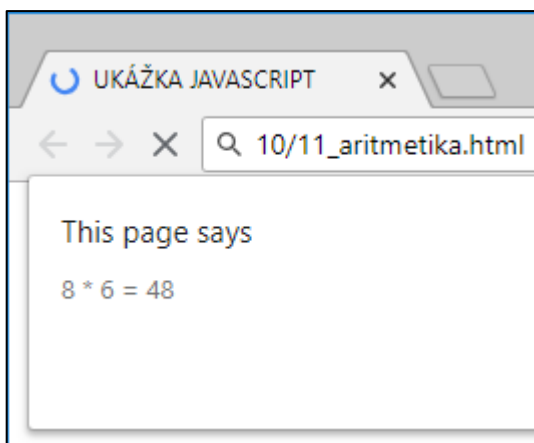 UKÁŽKA JAVASCRIPT
10/11_aritmetika.html
This page says
8 * 6 = 48